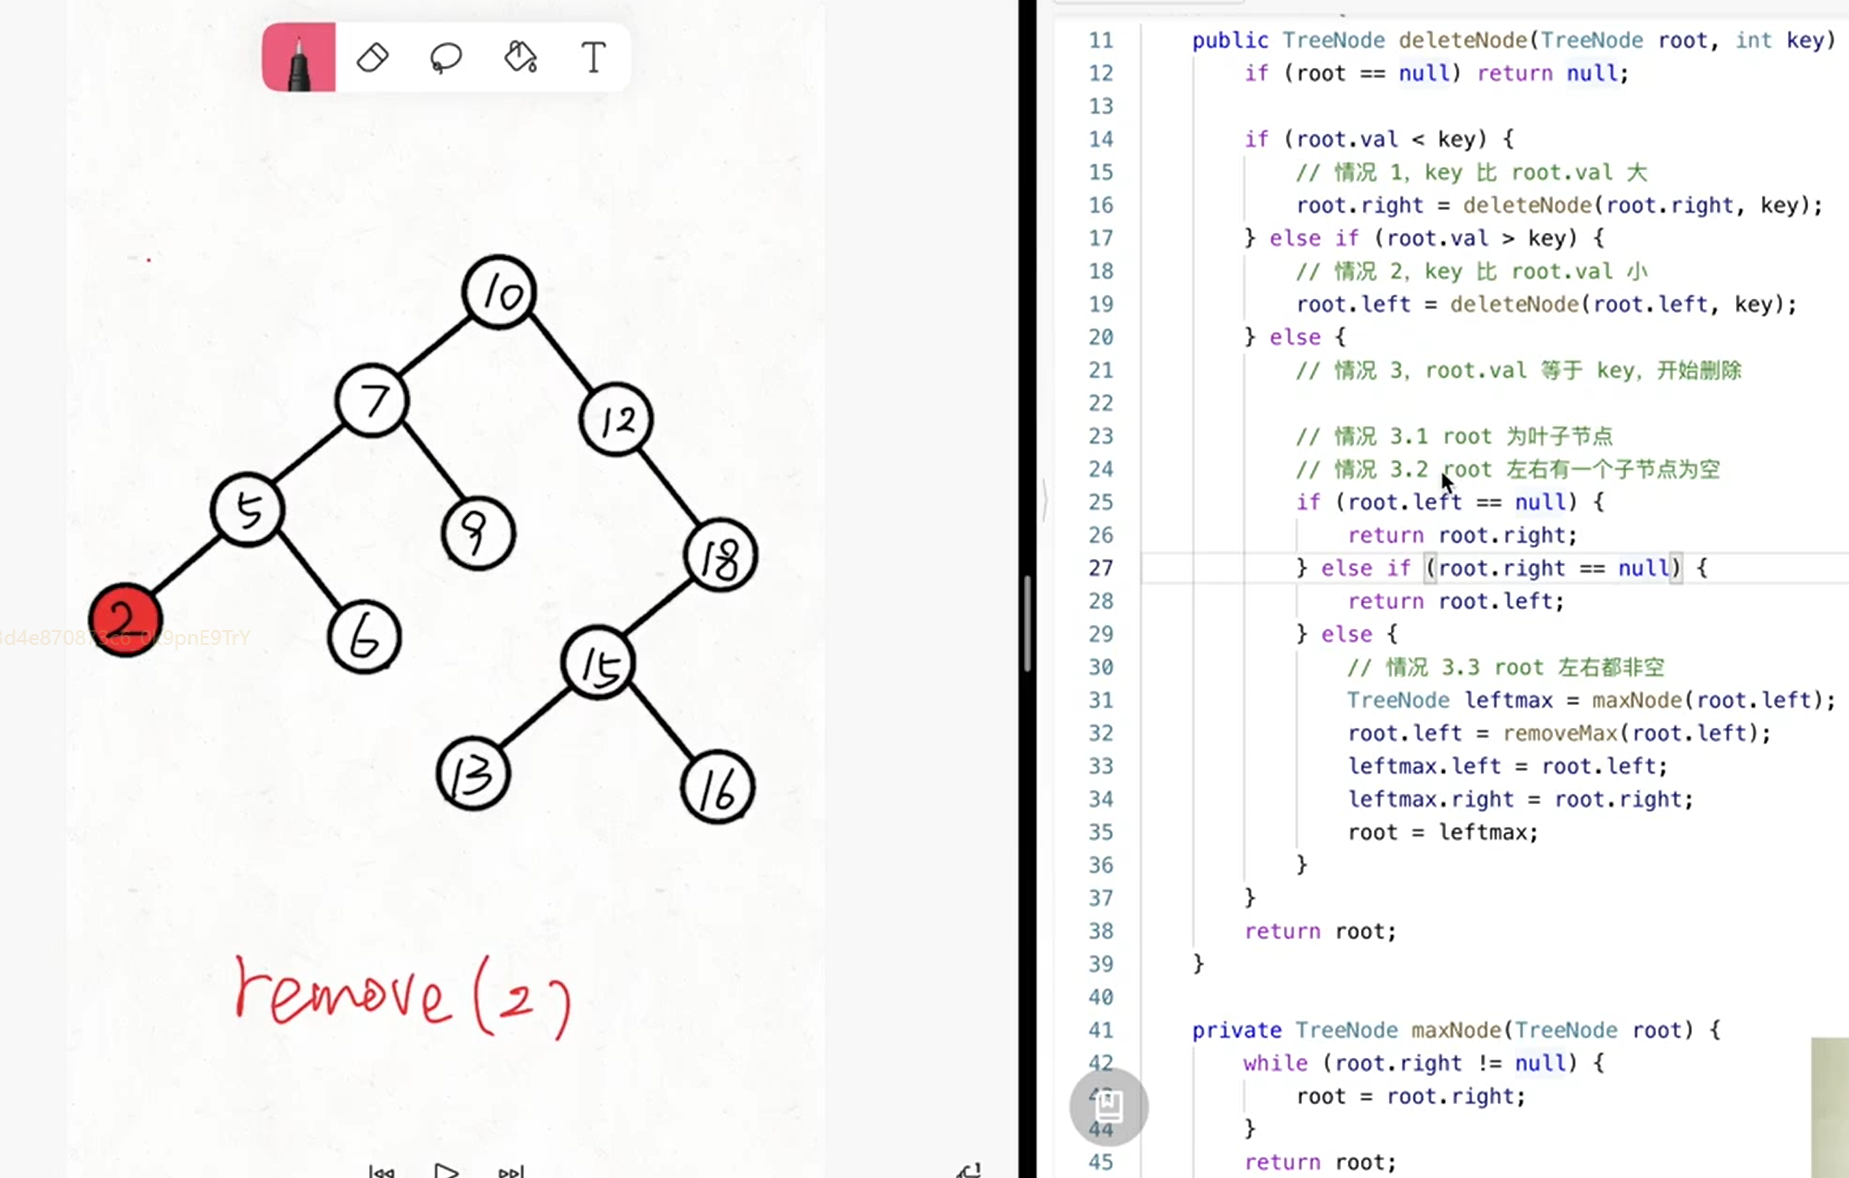 T
10
7
12
5
9
18
2
6
15
13
16
remove(2)
11 public TreeNode deleteNode(TreeNode root, int key)
12 if (root == null) return null;
13
14 if (root.val < key) {
15 // 情况 1，key 比 root.val 大
16 root.right = deleteNode(root.right, key);
17 } else if (root.val > key) {
18 // 情况 2，key 比 root.val 小
19 root.left = deleteNode(root.left, key);
20 } else {
21 // 情况 3，root.val 等于 key，开始删除
22
23 // 情况 3.1 root 为叶子节点
24 // 情况 3.2 root 左右有一个子节点为空
25 if (root.left == null) {
26 return root.right;
27 } else if (root.right == null) {
28 return root.left;
29 } else {
30 // 情况 3.3 root 左右都非空
31 TreeNode leftmax = maxNode(root.left);
32 root.left = removeMax(root.left);
33 leftmax.left = root.left;
34 leftmax.right = root.right;
35 root = leftmax;
36 }
37 }
38 return root;
39 }
40
41 private TreeNode maxNode(TreeNode root) {
42 while (root.right != null) {
43 root = root.right;
44 }
45 return root;